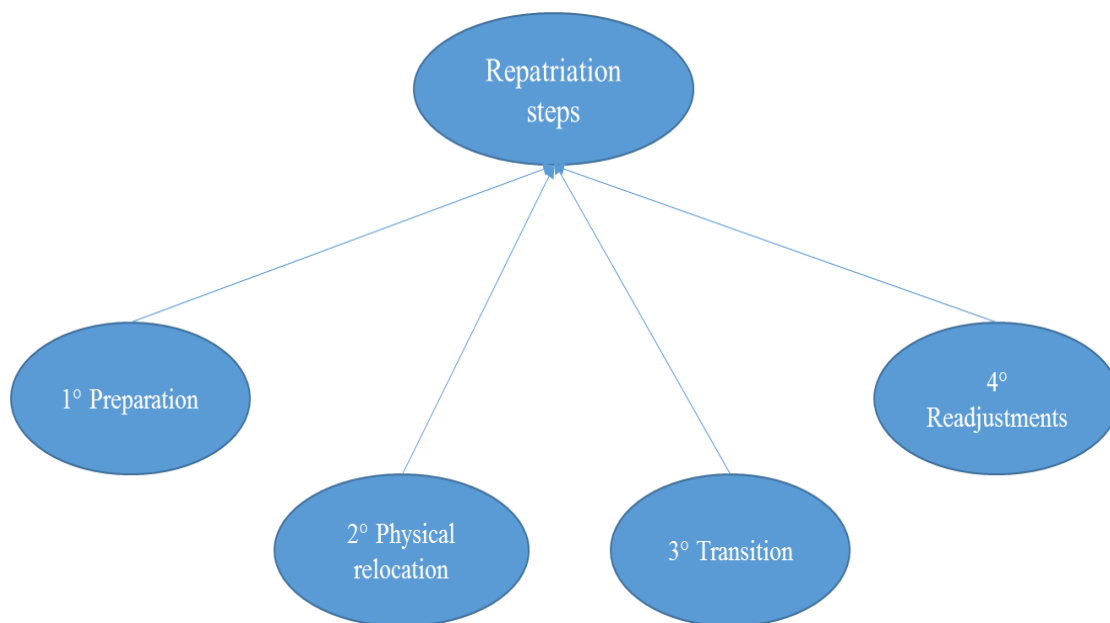 Repatriation
steps
1° Preparation
4°
Readjustments
2° Physical
relocation
3° Transition